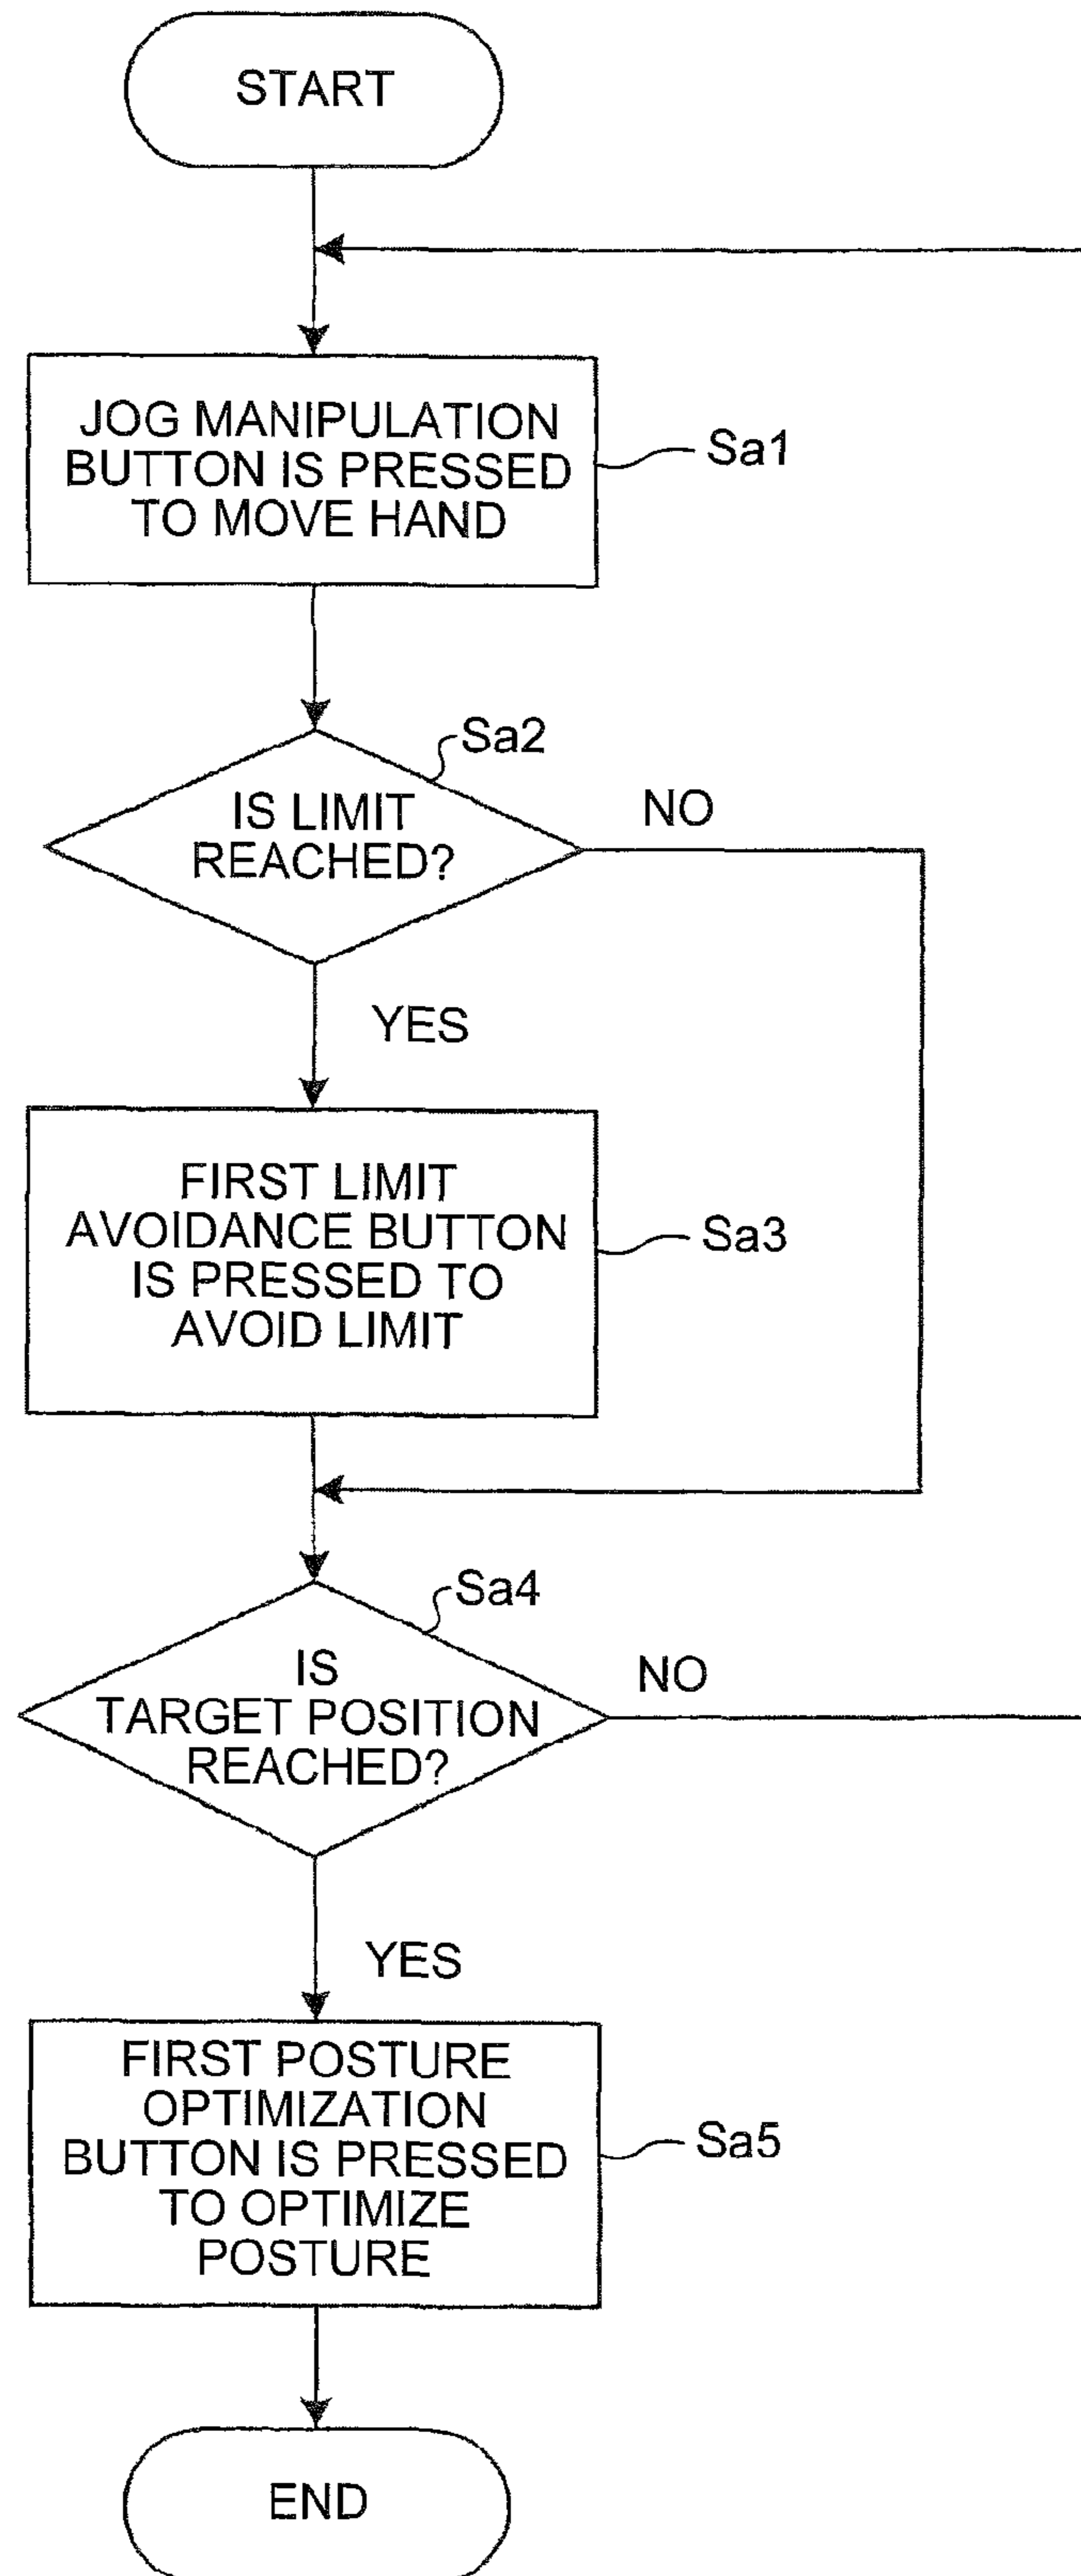 START
JOG MANIPULATION
BUTTON IS PRESSED
TO MOVE HAND
Sa1
Sa2
IS LIMIT
REACHED?
NO
YES
FIRST LIMIT
AVOIDANCE BUTTON
IS PRESSED TO
AVOID LIMIT
Sa3
Sa4
IS
TARGET POSITION
REACHED?
NO
YES
FIRST POSTURE
OPTIMIZATION
BUTTON IS PRESSED
TO OPTIMIZE
POSTURE
Sa5
END